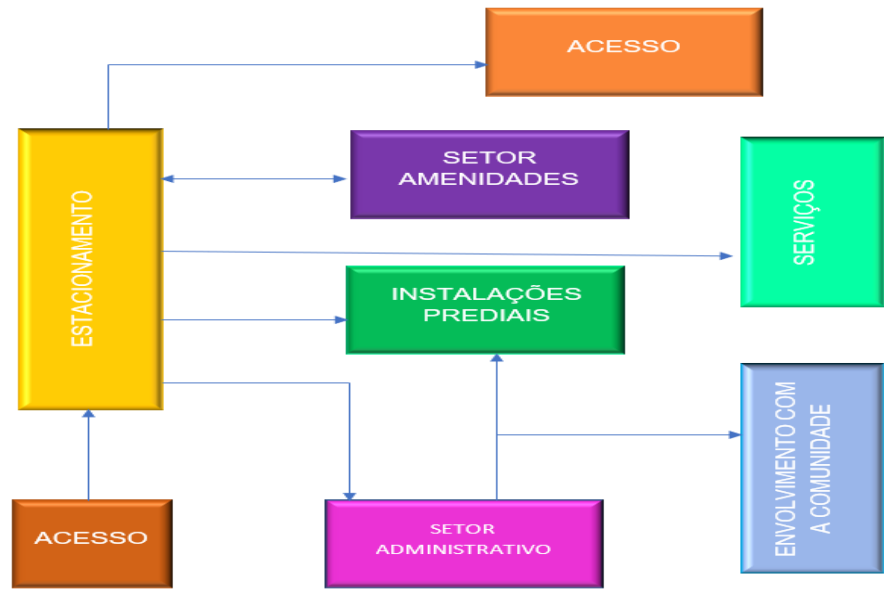 ACESSO
SETOR
AMENIDADES
ESTACIONAMENTO
SERVIÇOS
INSTALAÇÕES
PREDIAIS
ENVOLVIMENTO COM
A COMUNIDADE
ACESSO
SETOR
ADMINISTRATIVO